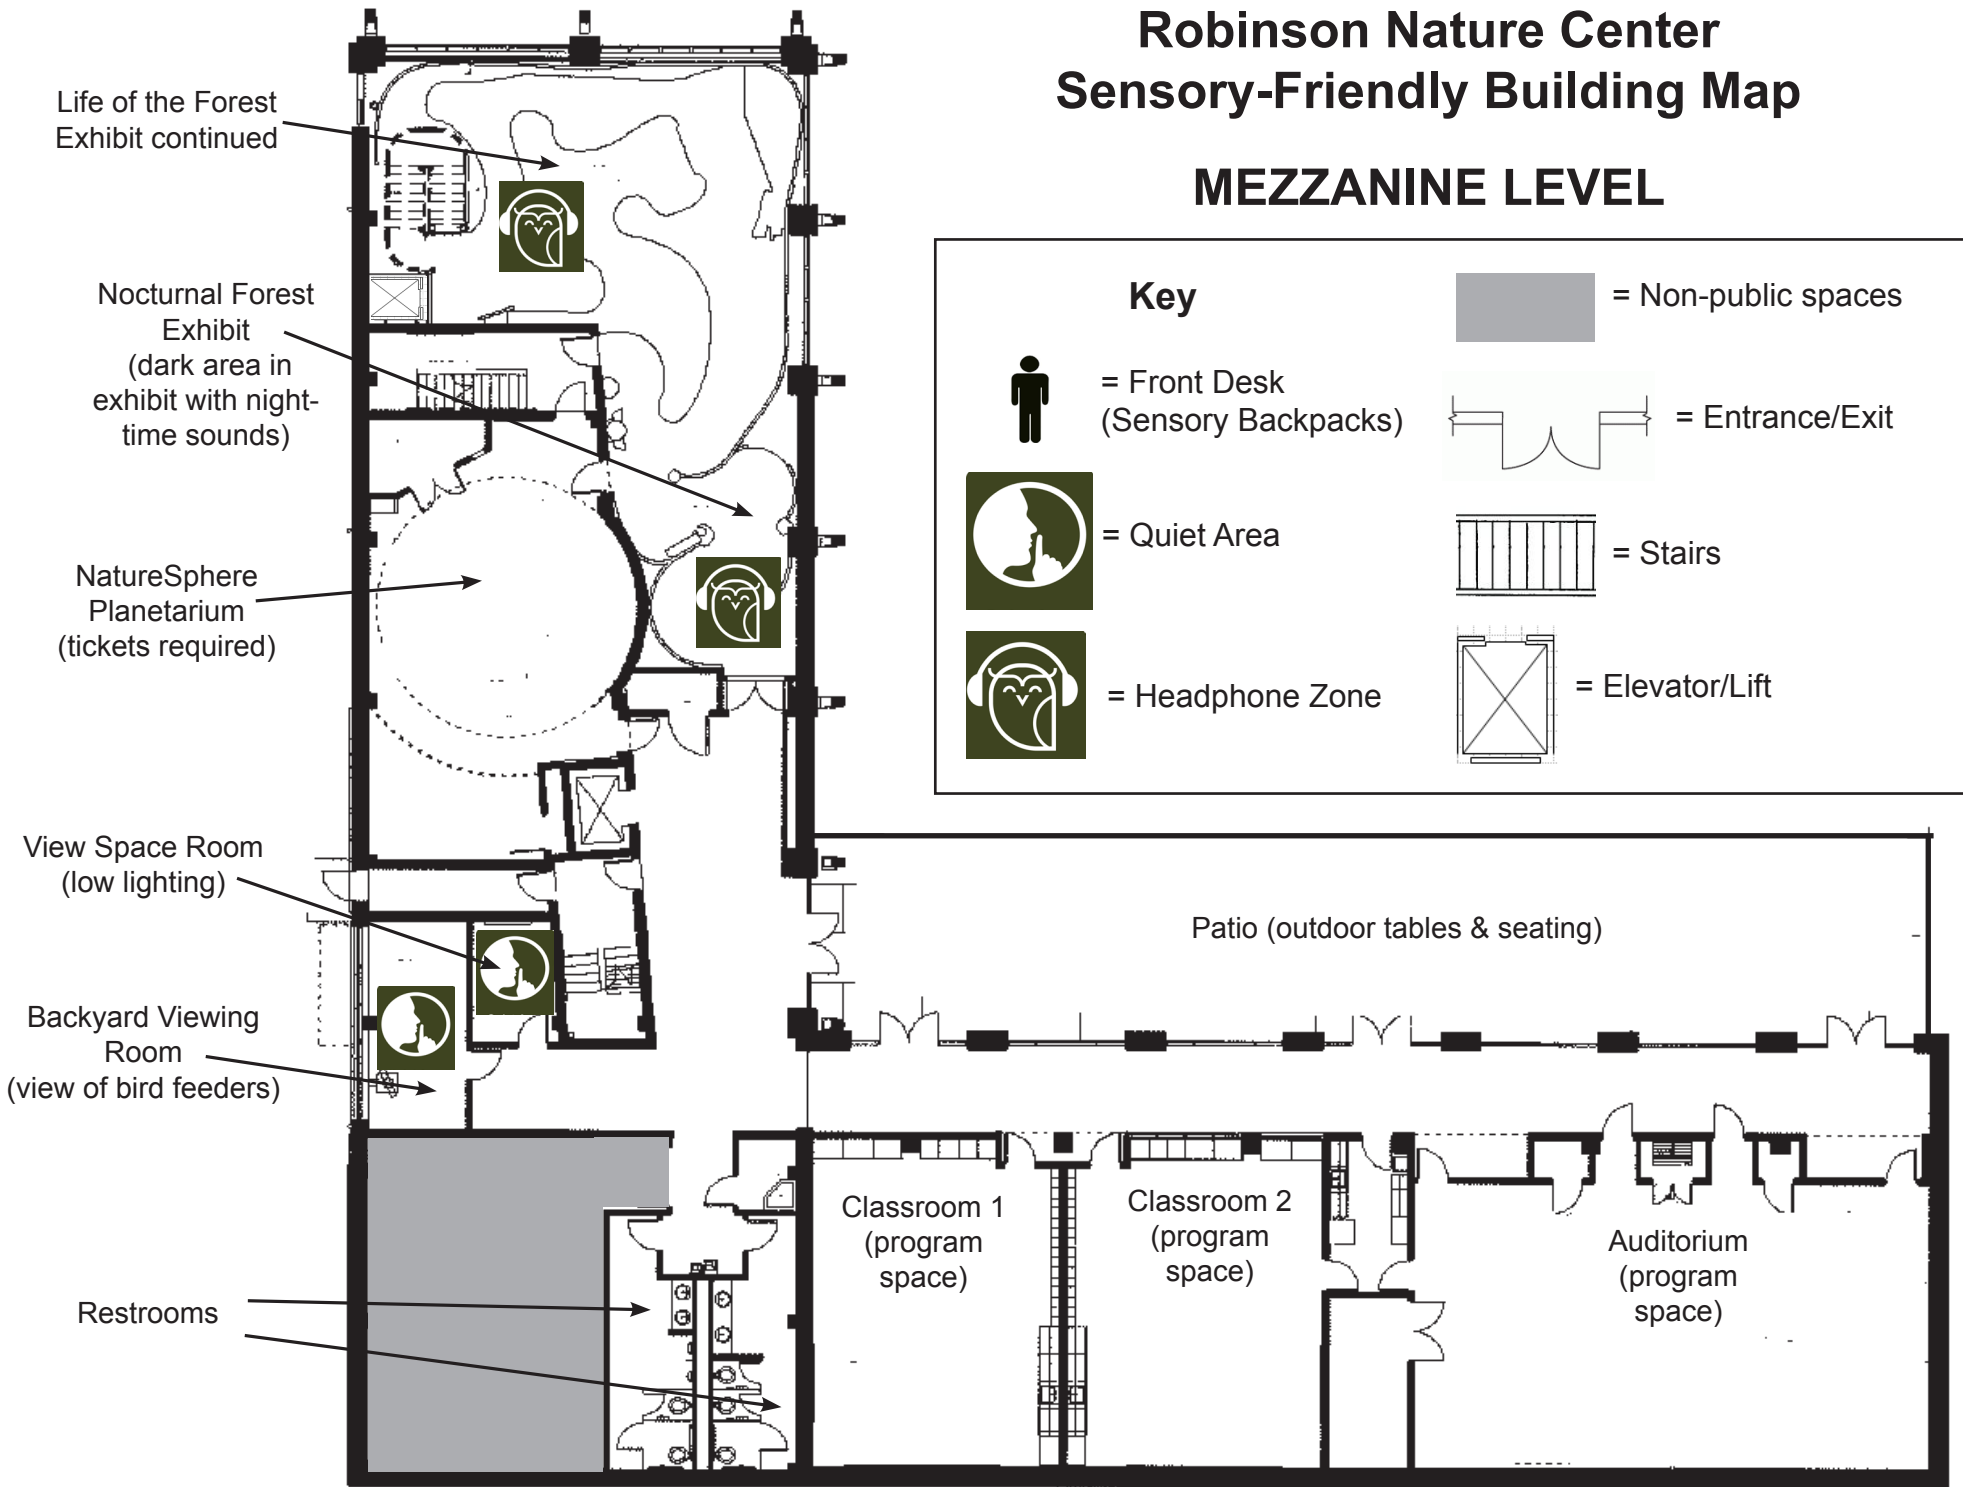 Robinson Nature Center
Sensory-Friendly Building Map
MEZZANINE LEVEL
Key
= Front Desk
(Sensory Backpacks)
= Quiet Area
= Headphone Zone
= Non-public spaces
= Entrance/Exit
= Stairs
= Elevator/Lift
Life of the Forest
Exhibit continued
Nocturnal Forest
Exhibit
(dark area in
exhibit with night-
time sounds)
NatureSphere
Planetarium
(tickets required)
View Space Room
(low lighting)
Backyard Viewing
Room
(view of bird feeders)
Restrooms
Patio (outdoor tables & seating)
Classroom 1
(program
space)
Classroom 2
(program
space)
Auditorium
(program
space)